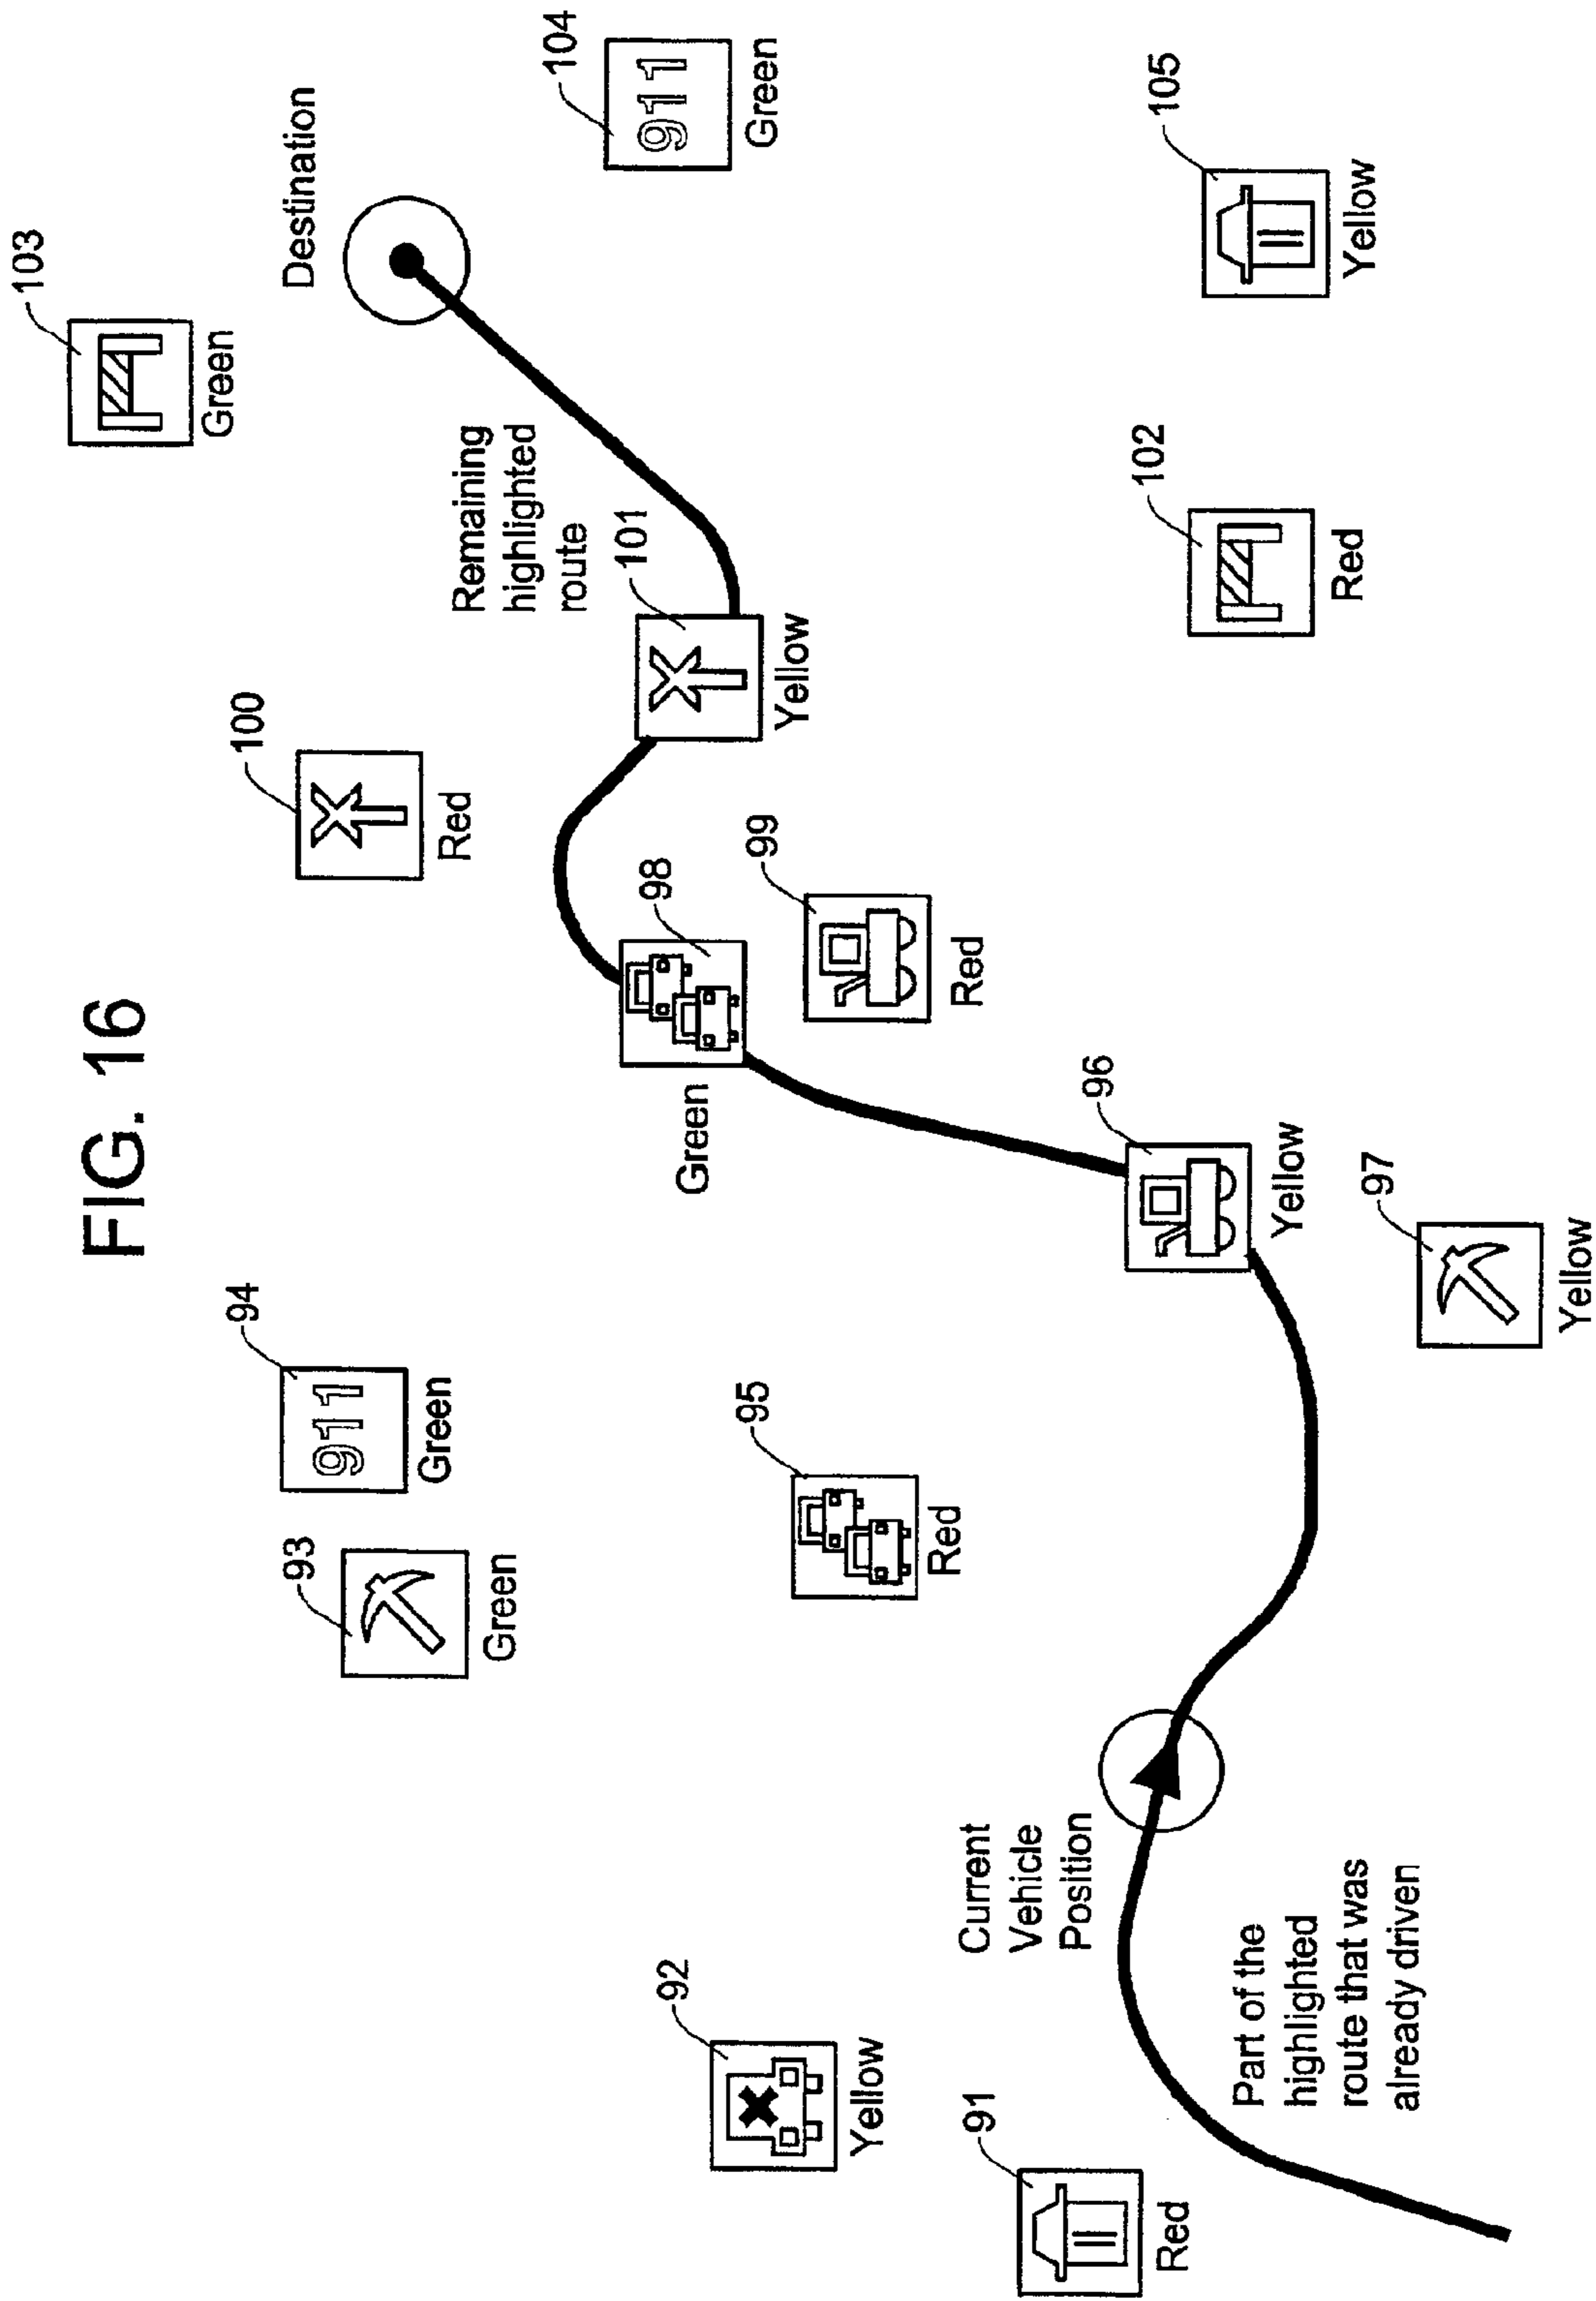 FIG. 16
103
Green
Destination
104
911
Green
94
911
Green
93
Green
100
Red
Remaining
highlighted
route
101
Yellow
98
Green
99
Red
95
Red
92
Yellow
Current
Vehicle
Position
96
Yellow
102
Red
105
Yellow
91
Red
Part of the
highlighted
route that was
already driven
97
Yellow